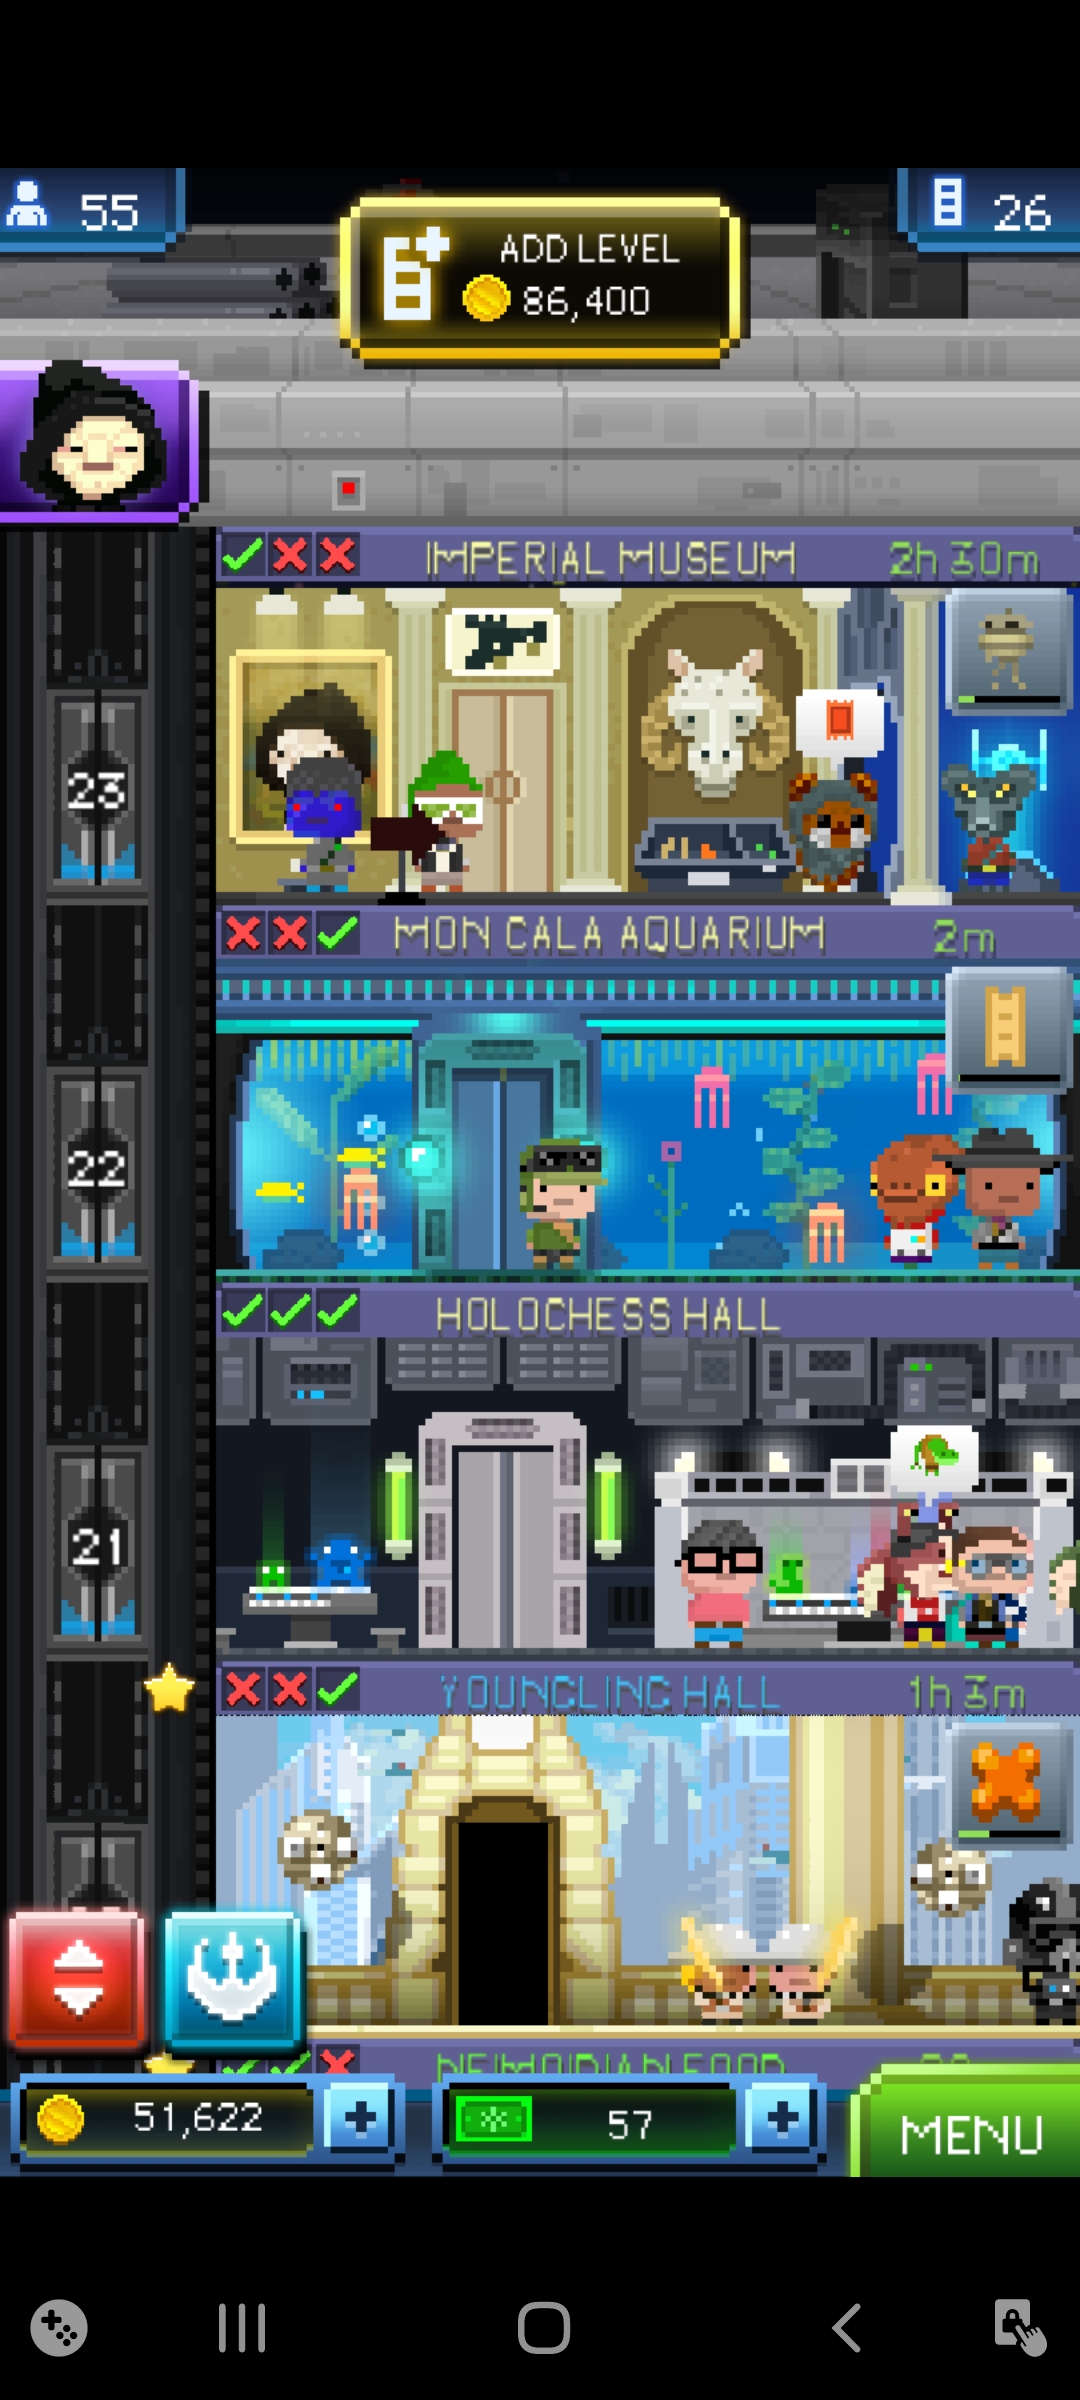 55
26
ADD LEVEL
86,400
IMPERIAL MUSEUM 2h 30m
23
MON CALA AQUARIUM 2m
22
HOLOCHESS HALL
21
YOUNGLING HALL 1h 3m
51,622
57
MENU